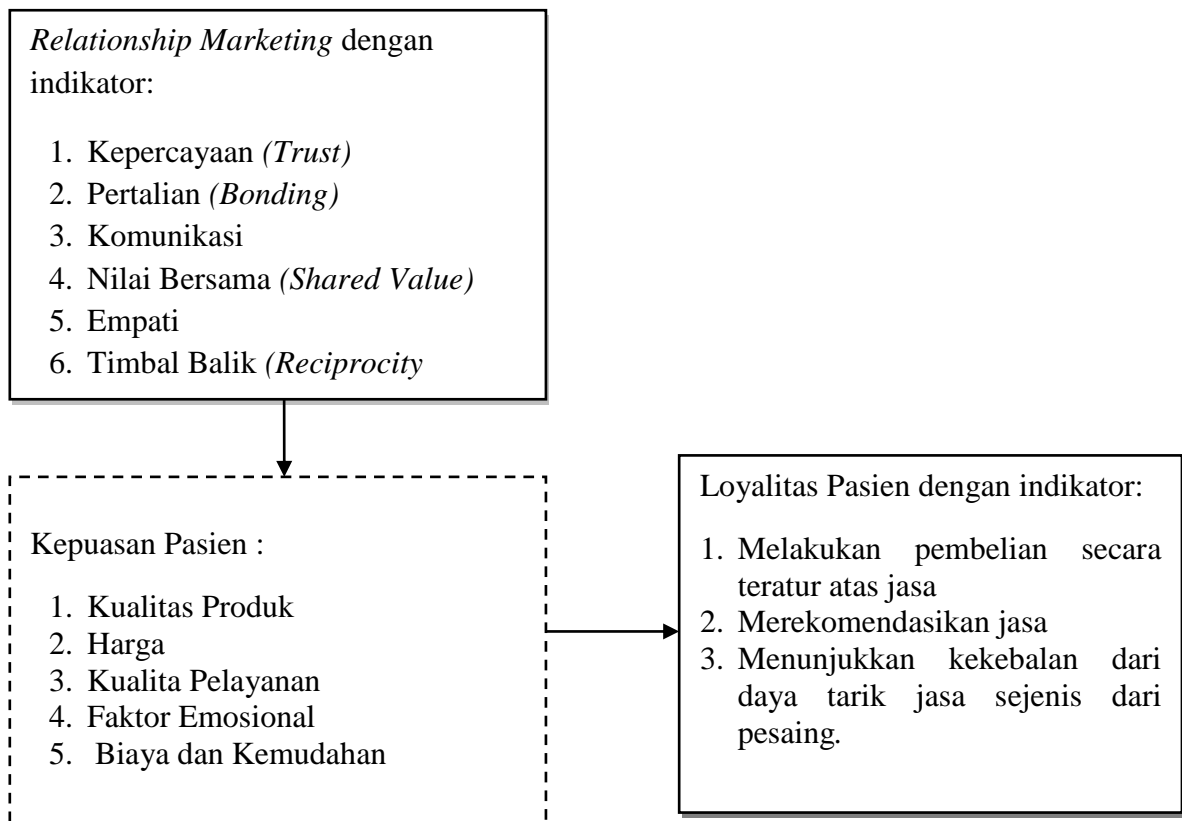 Relationship Marketing dengan
indikator:
1. Kepercayaan (Trust)
2. Pertalian (Bonding)
3. Komunikasi
4. Nilai Bersama (Shared Value)
5. Empati
6. Timbal Balik (Reciprocity
Kepuasan Pasien :
1. Kualitas Produk
2. Harga
3. Kualita Pelayanan
4. Faktor Emosional
5. Biaya dan Kemudahan
Loyalitas Pasien dengan indikator:
1. Melakukan pembelian secara
teratur atas jasa
2. Merekomendasikan jasa
3. Menunjukkan kekebalan dari
daya tarik jasa sejenis dari
pesaing.